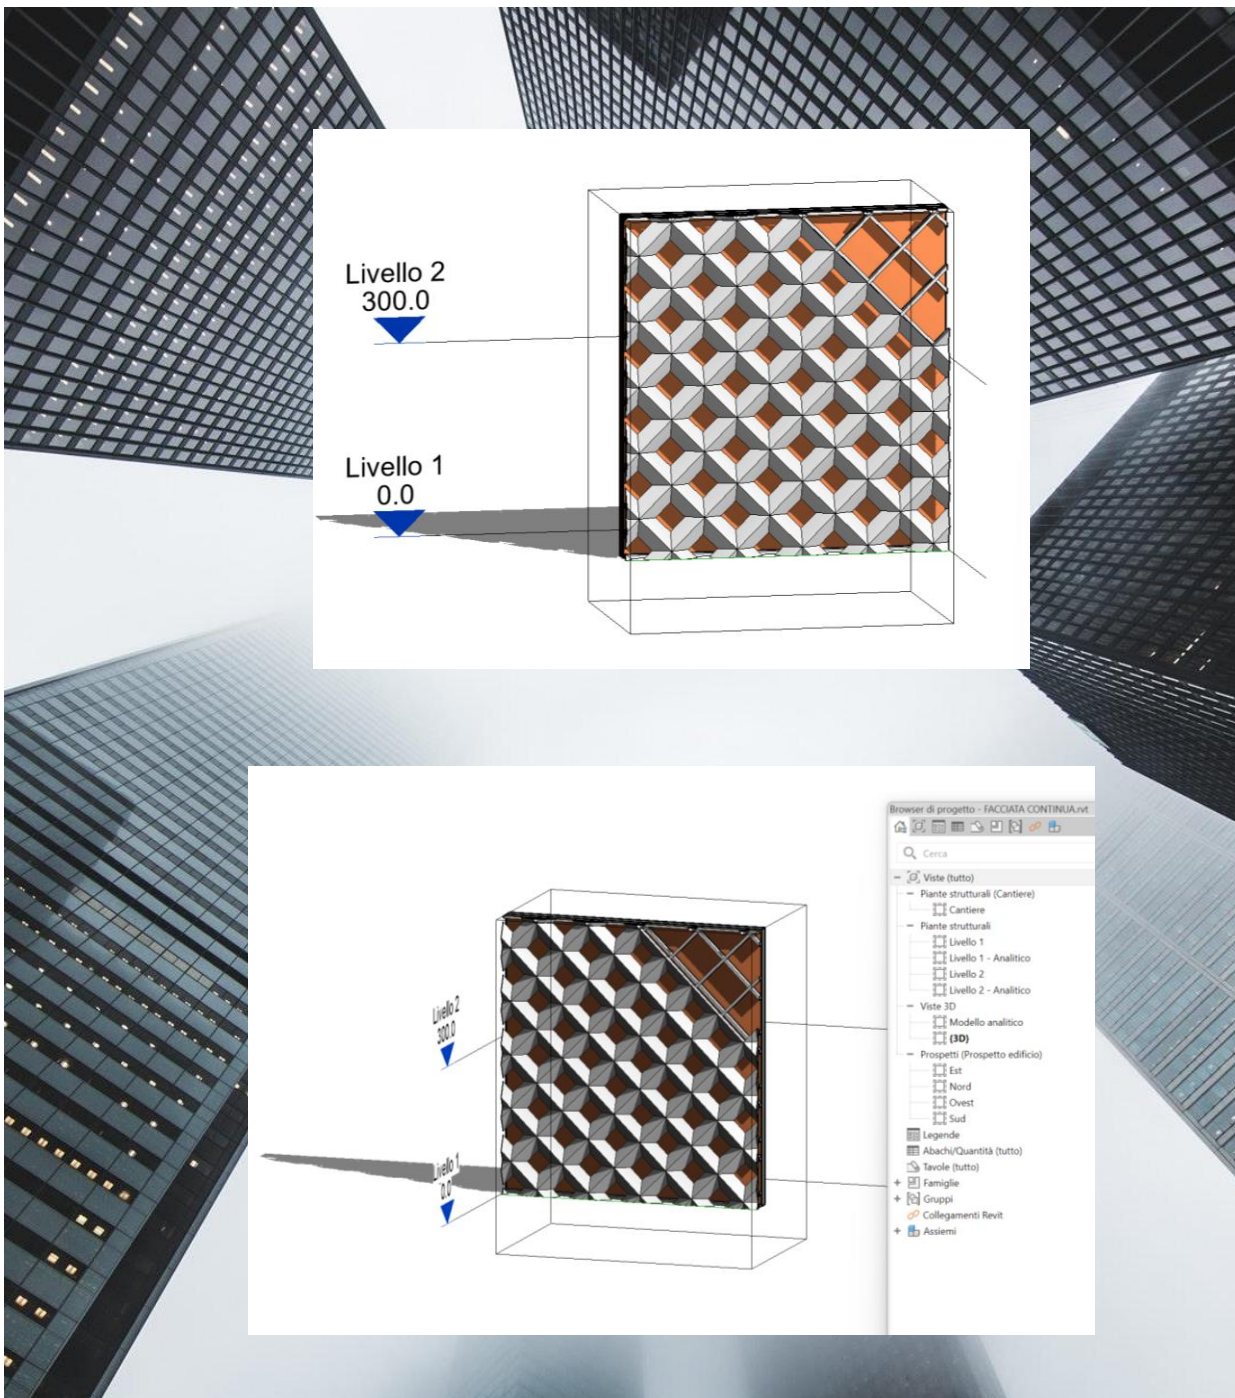 Livello 2
300.0
Livello 1
0.0
Livello 2
300.0
Livello 1
0.0
Browser di progetto - FACCIATA CONTINUA.rvt
Cerca
Viste (tutto)
Piante strutturali (Cantiere)
Cantiere
Piante strutturali
Livello 1
Livello 1 - Analitico
Livello 2
Livello 2 - Analitico
Viste 3D
Modello analitico
(3D)
Prospetti (Prospetto edificio)
Est
Nord
Ovest
Sud
Legende
Abachi/Quantità (tutto)
Tavole (tutto)
Famiglie
Gruppi
Collegamenti Revit
Assiemi